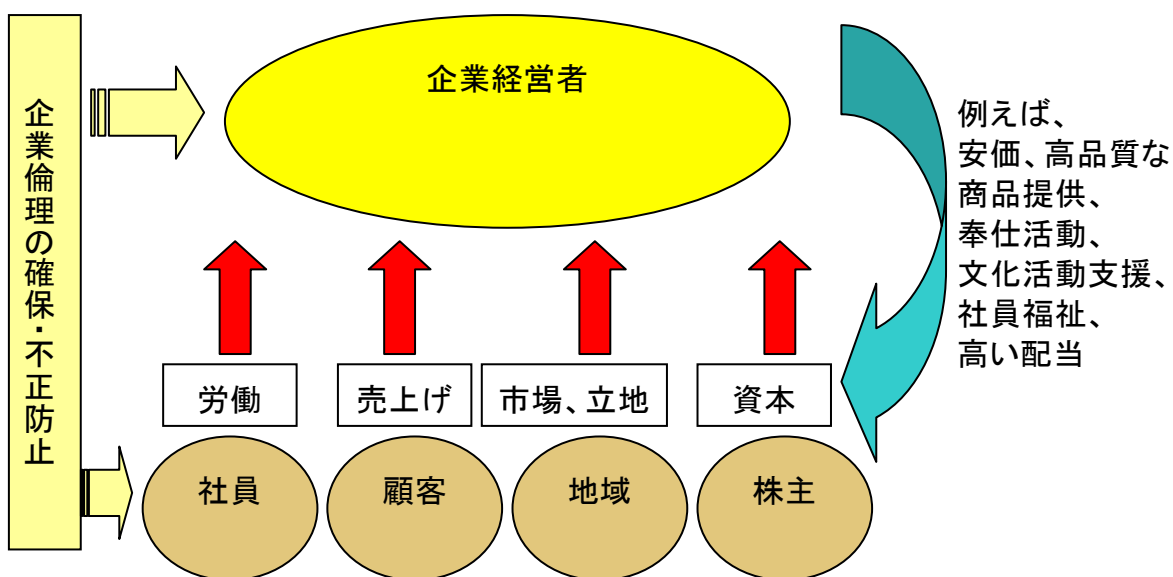 企業倫理の確保・不正防止
企業経営者
例えば、
安価、高品質な
商品提供、
奉仕活動、
文化活動支援、
社員福祉、
高い配当
労働
売上げ
市場、立地
資本
社員
顧客
地域
株主